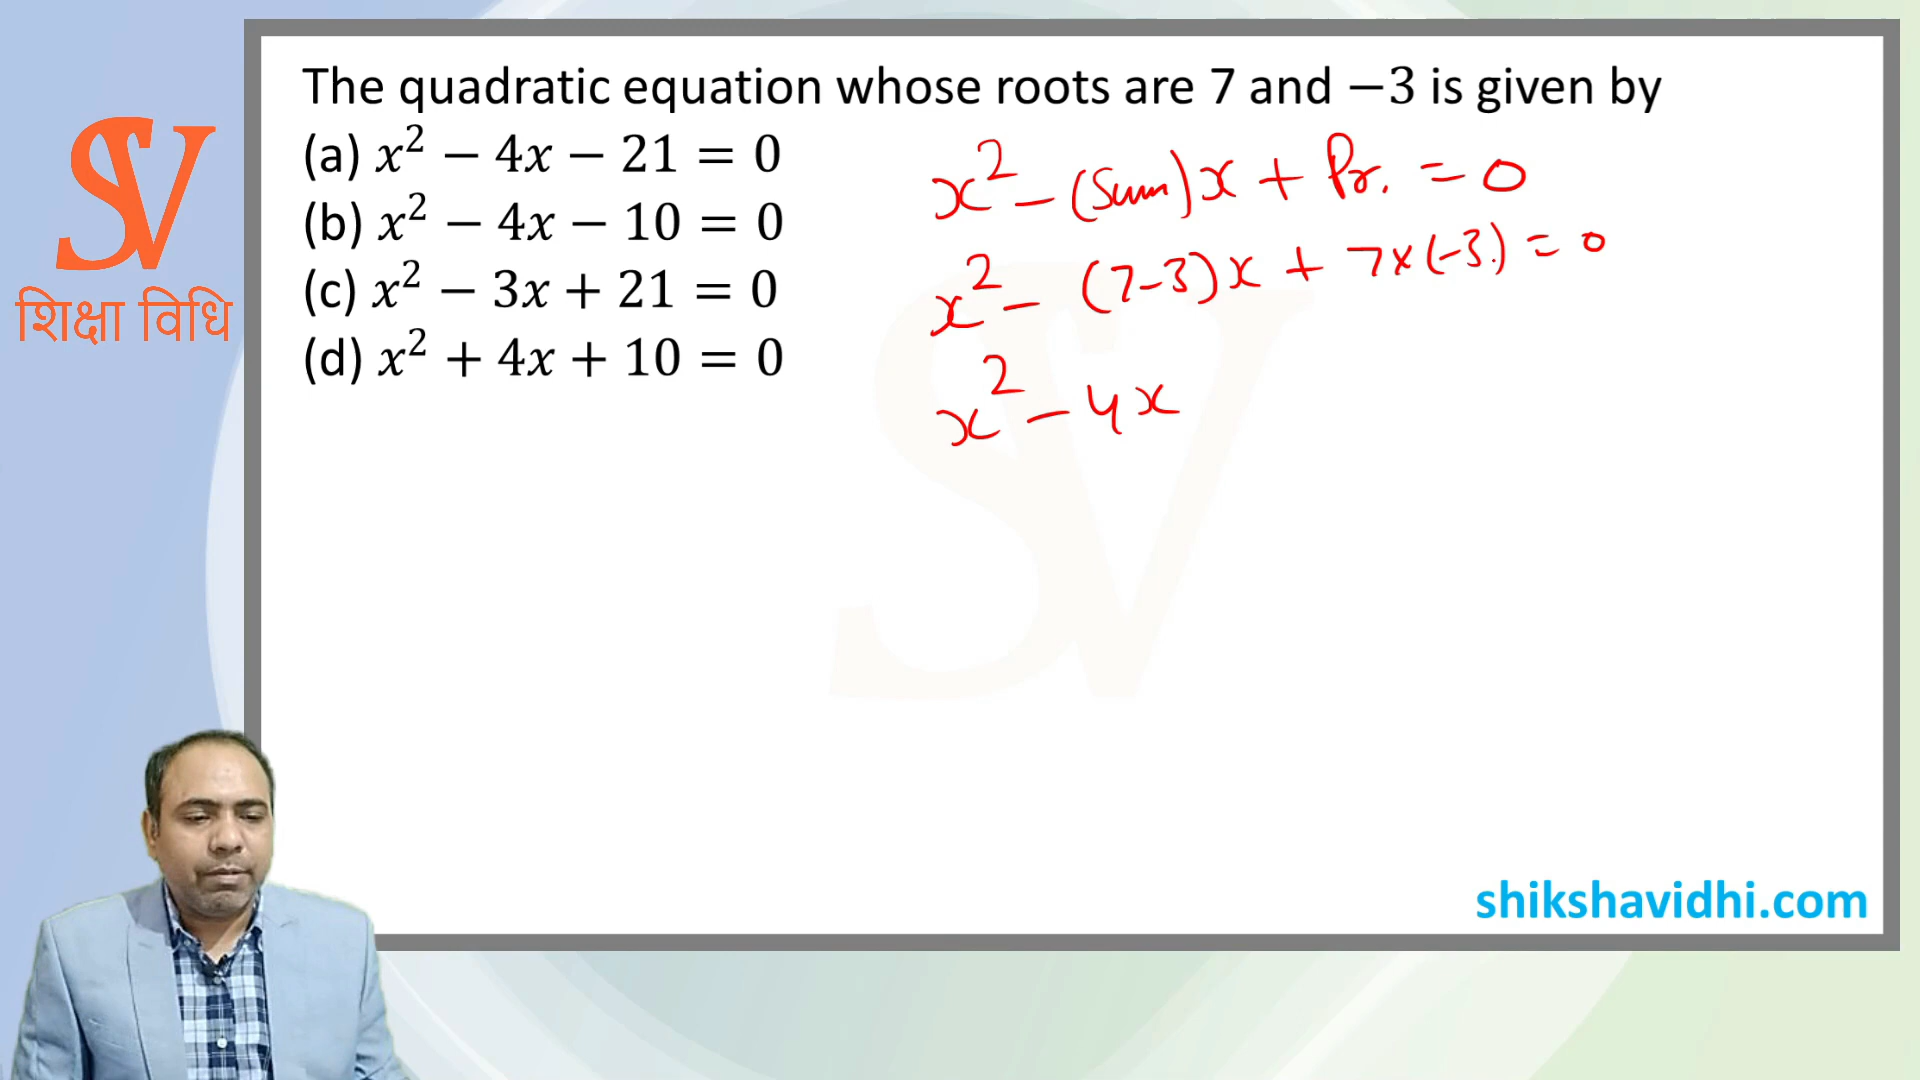 SV
शिक्षा विधि
The quadratic equation whose roots are 7 and −3 is given by
(a) x² − 4x − 21 = 0
(b) x² − 4x − 10 = 0
(c) x² − 3x + 21 = 0
(d) x² + 4x + 10 = 0
x² − (Sum)x + Pr. = 0
x² − (7−3)x + 7×(−3) = 0
x² − 4x
SV
shikshavidhi.com